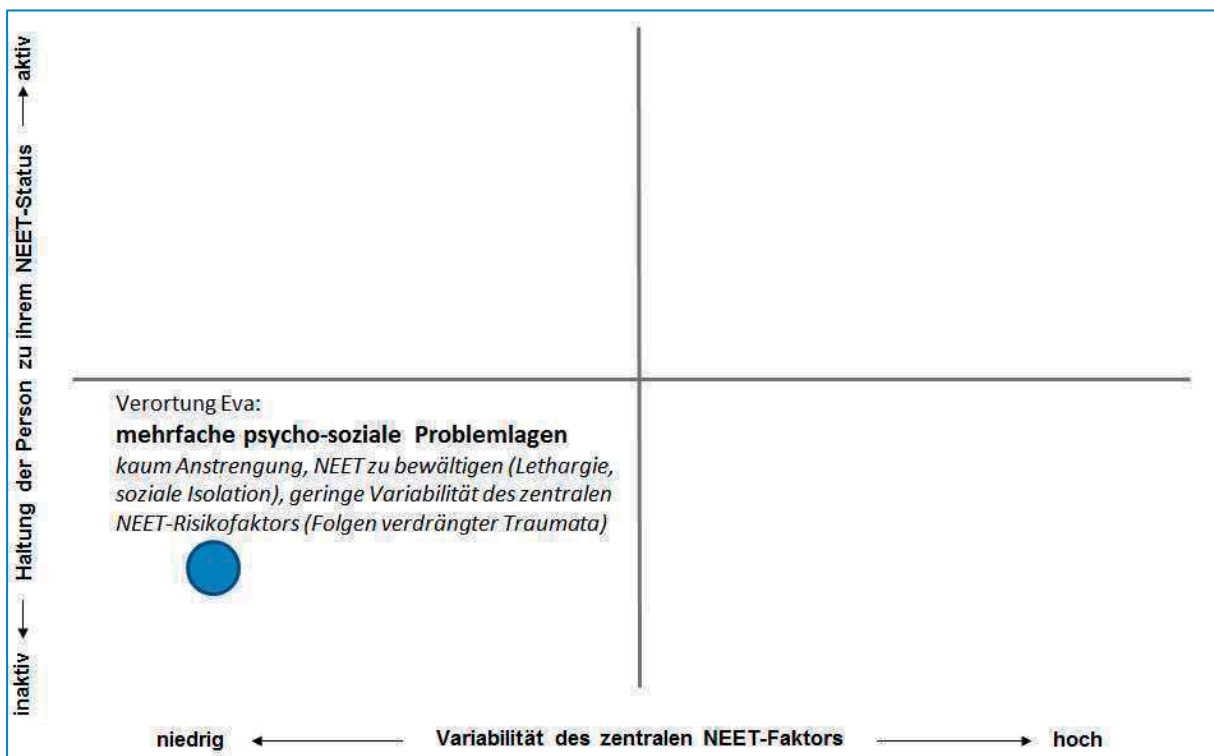 inaktiv ← Haltung der Person zu ihrem NEET-Status → aktiv
Verortung Eva:
mehrfache psycho-soziale Problemlagen
kaum Anstrengung, NEET zu bewältigen (Lethargie,
soziale Isolation), geringe Variabilität des zentralen
NEET-Risikofaktors (Folgen verdrängter Traumata)
niedrig ← Variabilität des zentralen NEET-Faktors → hoch